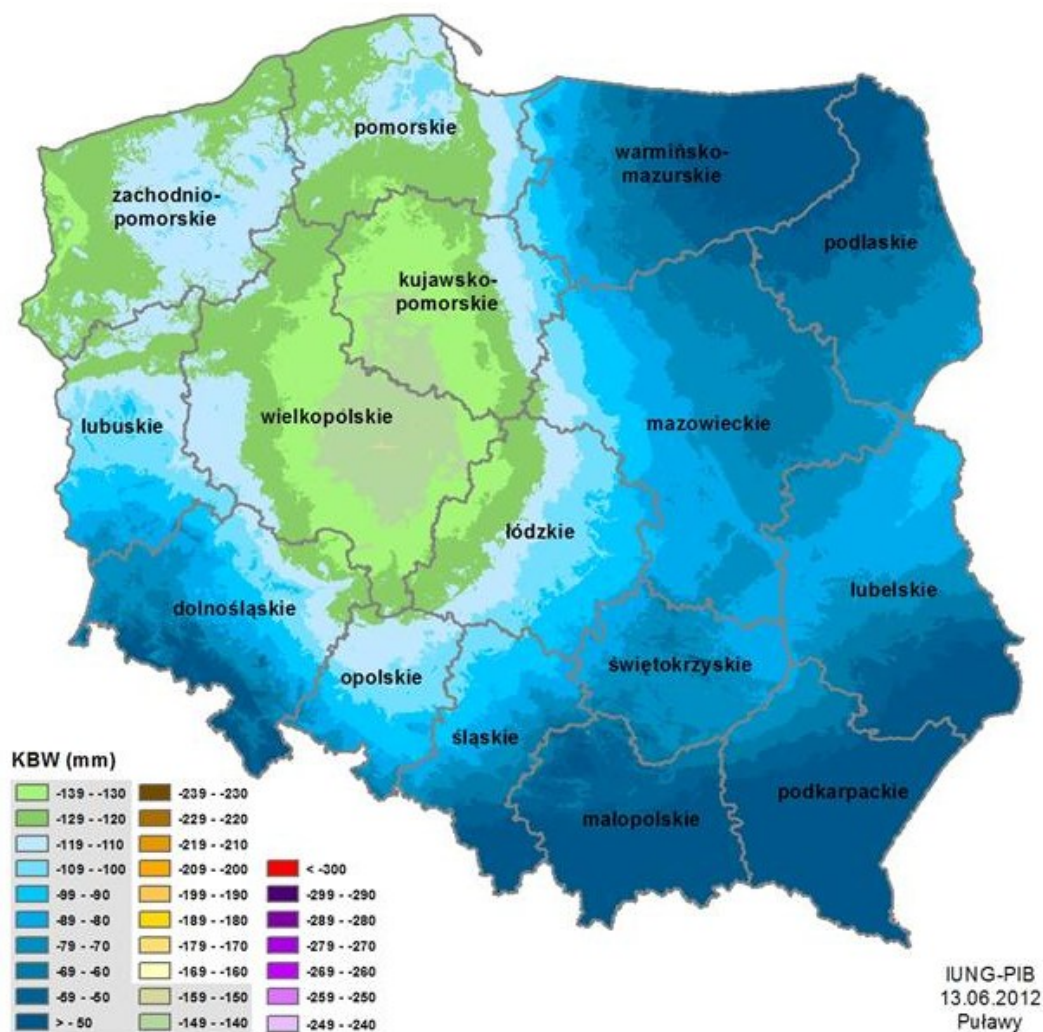 pomorskie
warmińsko-
mazurskie
zachodnio-
pomorskie
podlaskie
kujawsko-
pomorskie
wielkopolskie
lubuskie
mazowieckie
łódzkie
dolnośląskie
lubelskie
świętokrzyskie
opolskie
śląskie
podkarpackie
małopolskie
KBW (mm)
-139 - -130
-129 - -120
-119 - -110
-109 - -100
-99 - -90
-89 - -80
-79 - -70
-69 - -60
-59 - -50
> - 50
-239 - -230
-229 - -220
-219 - -210
-209 - -200
-199 - -190
-189 - -180
-179 - -170
-169 - -160
-159 - -150
-149 - -140
< -300
-299 - -290
-289 - -280
-279 - -270
-269 - -260
-259 - -250
-249 - -240
IUNG-PIB
13.06.2012
Puławy